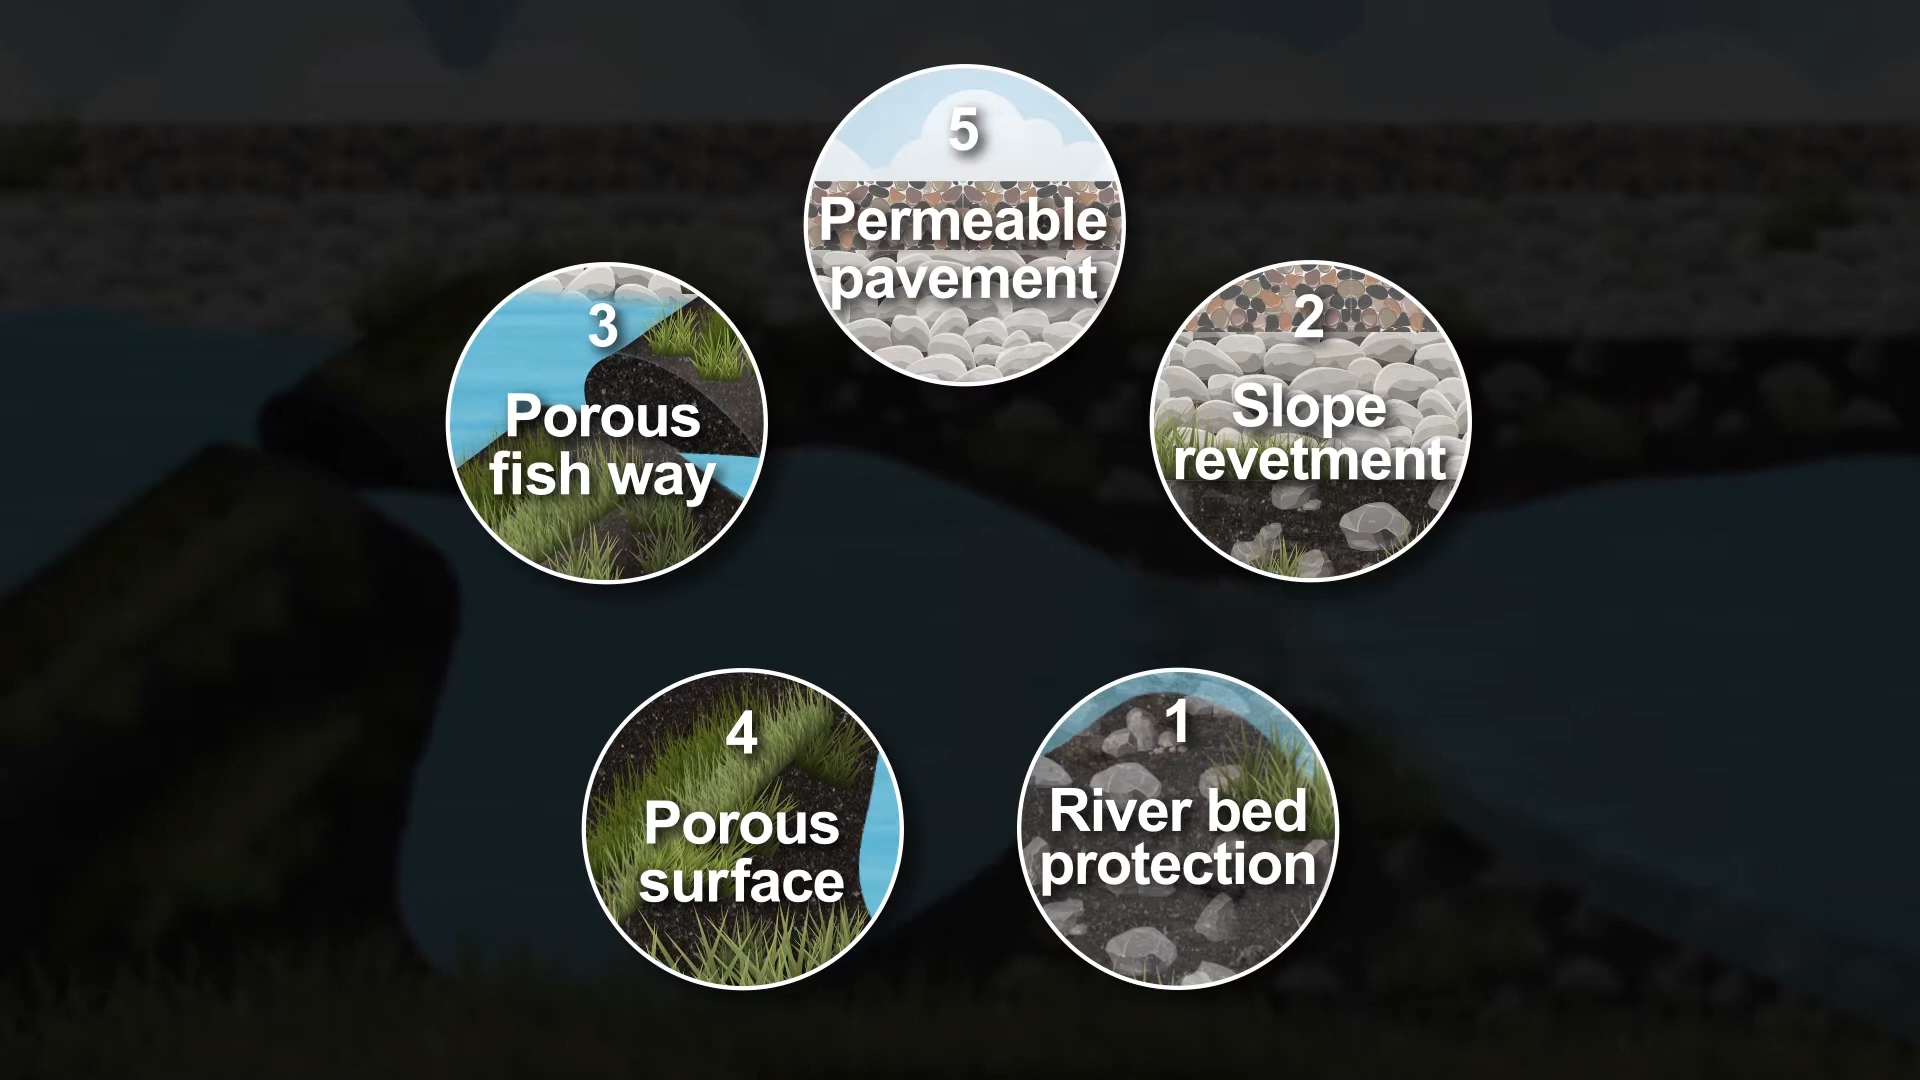 5
Permeable
pavement
3
Porous
fish way
2
Slope
revetment
4
Porous
surface
1
River bed
protection